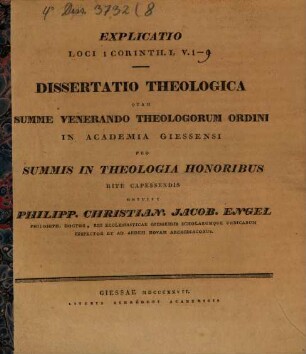 4° Diss. 3732 (8
EXPLICATIO
LOCI 1 CORINTH. I. V. 1-9
DISSERTATIO THEOLOGICA
QUAM
SUMME VENERANDO THEOLOGORUM ORDINI
IN ACADEMIA GIESSENSI
PRO
SUMMIS IN THEOLOGIA HONORIBUS
RITE CAPESSENDIS
OBTULIT
PHILIPP. CHRISTIAN. JACOB. ENGEL
GIESSAE